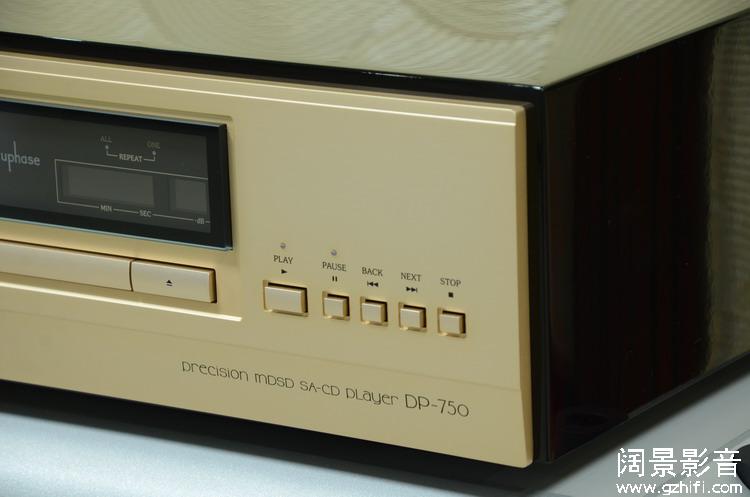 ALL ONE
REPEAT
uphase
MIN SEC -dB
PLAY PAUSE BACK NEXT STOP
precision MDSD SA-CD PLayer DP-750
阔景影音
www.gzhifi.com